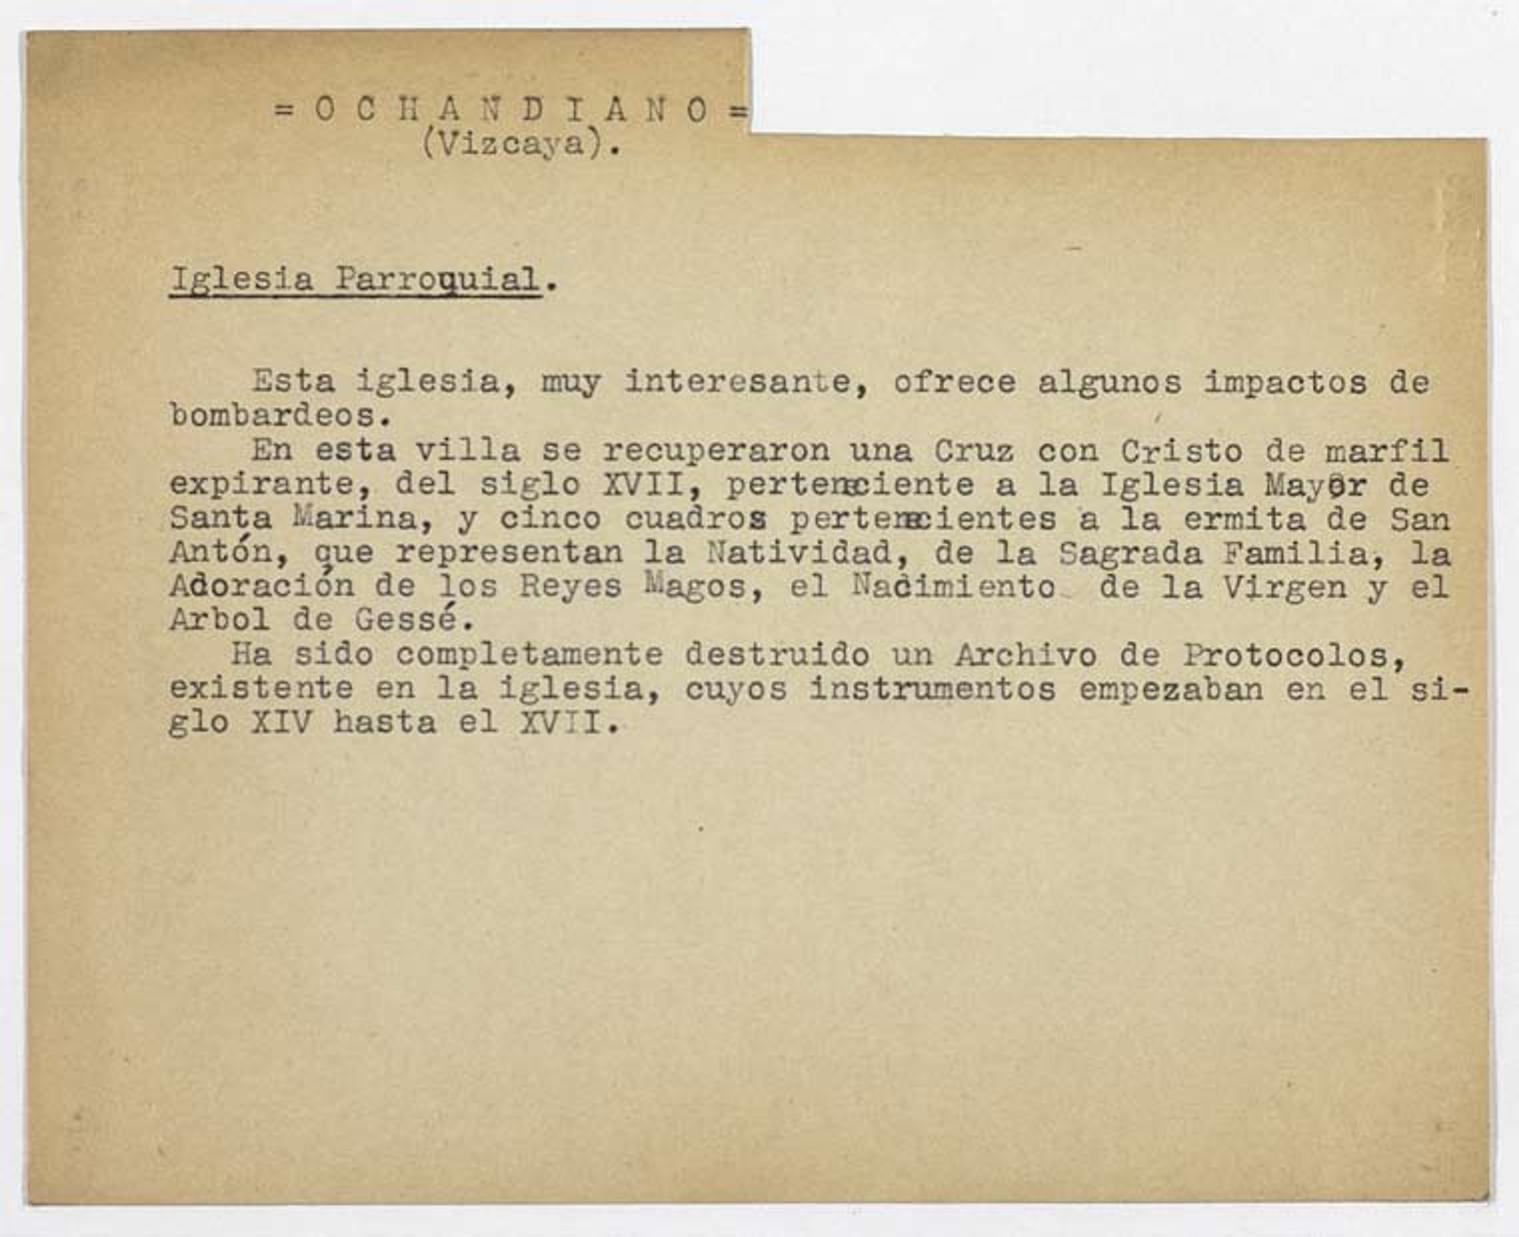 = O C H A N D I A N O =
(Vizcaya).
Iglesia Parroquial.
Esta iglesia, muy interesante, ofrece algunos impactos de
bombardeos.
En esta villa se recuperaron una Cruz con Cristo de marfil
expirante, del siglo XVII, perteneciente a la Iglesia Mayor de
Santa Marina, y cinco cuadros pertenecientes a la ermita de San
Antón, que representan la Natividad, de la Sagrada Familia, la
Adoración de los Reyes Magos, el Nacimiento de la Virgen y el
Arbol de Gessé.
Ha sido completamente destruido un Archivo de Protocolos,
existente en la iglesia, cuyos instrumentos empezaban en el si-
glo XIV hasta el XVII.